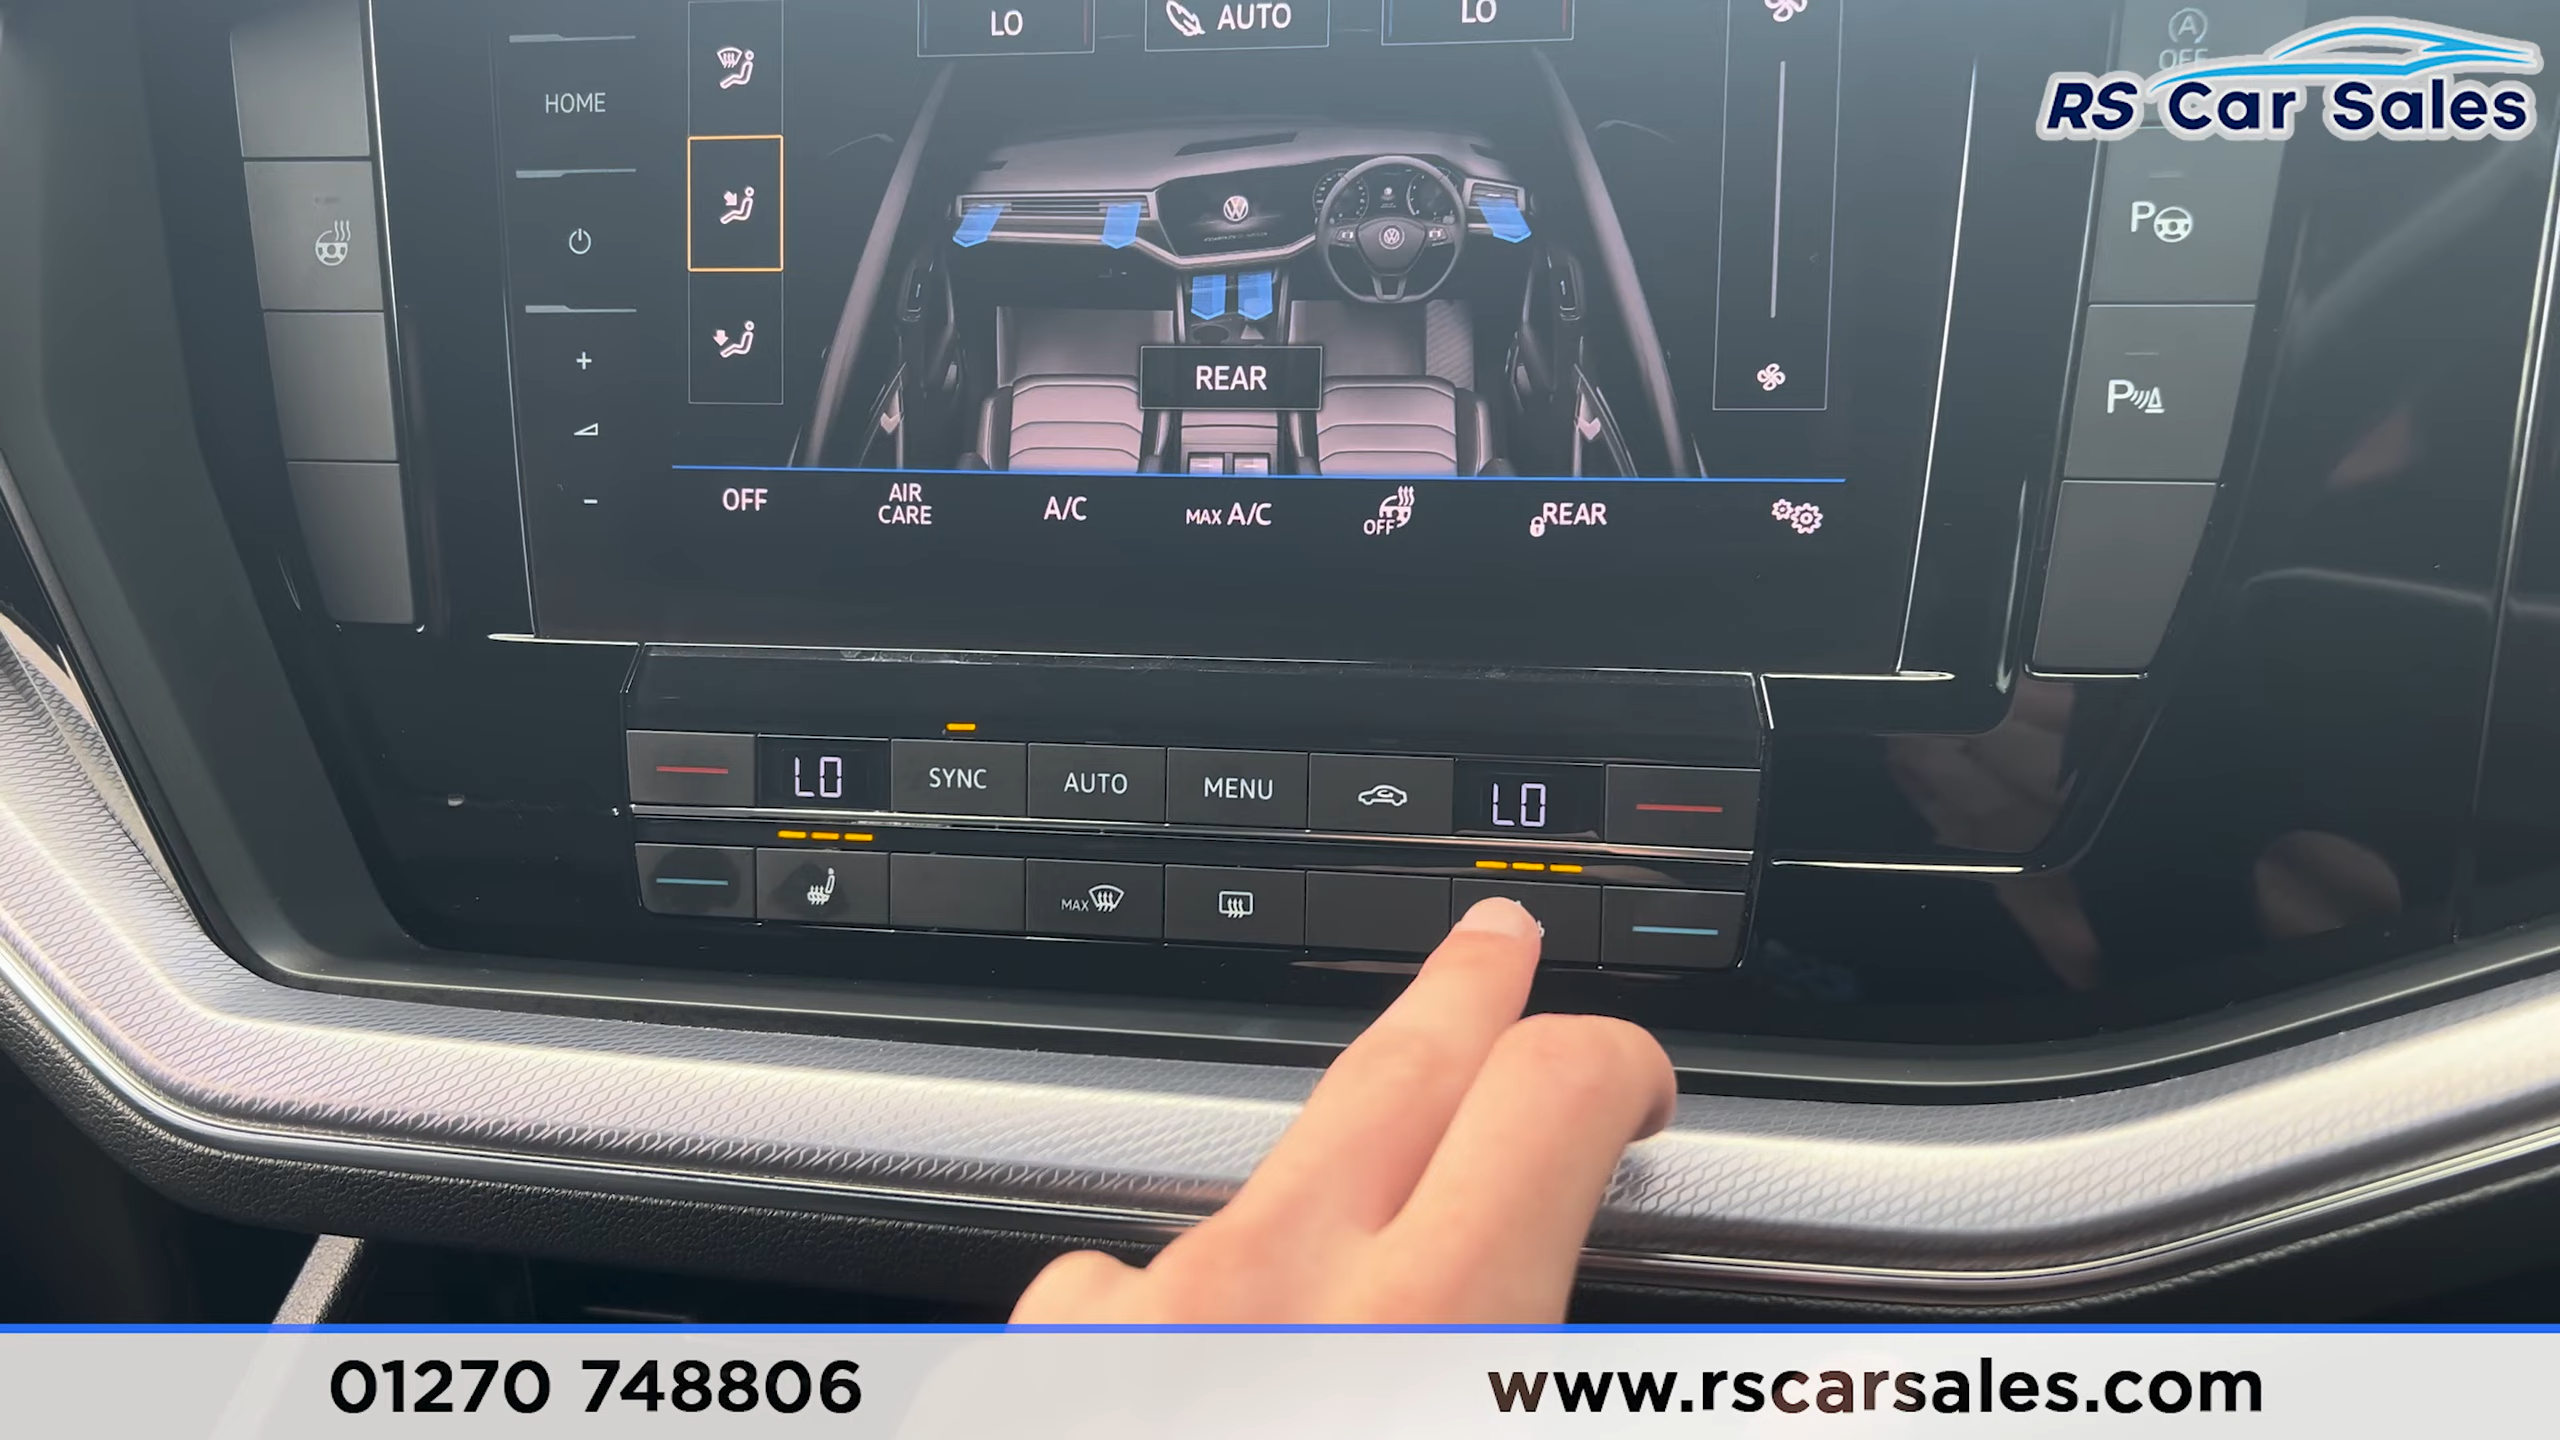 LO
AUTO
LO
A
OFF
RS Car Sales
HOME
P
REAR
P
+
-
OFF
AIR CARE
A/C
MAX A/C
OFF
REAR
LO
SYNC
AUTO
MENU
LO
MAX
01270 748806
www.rscarsales.com